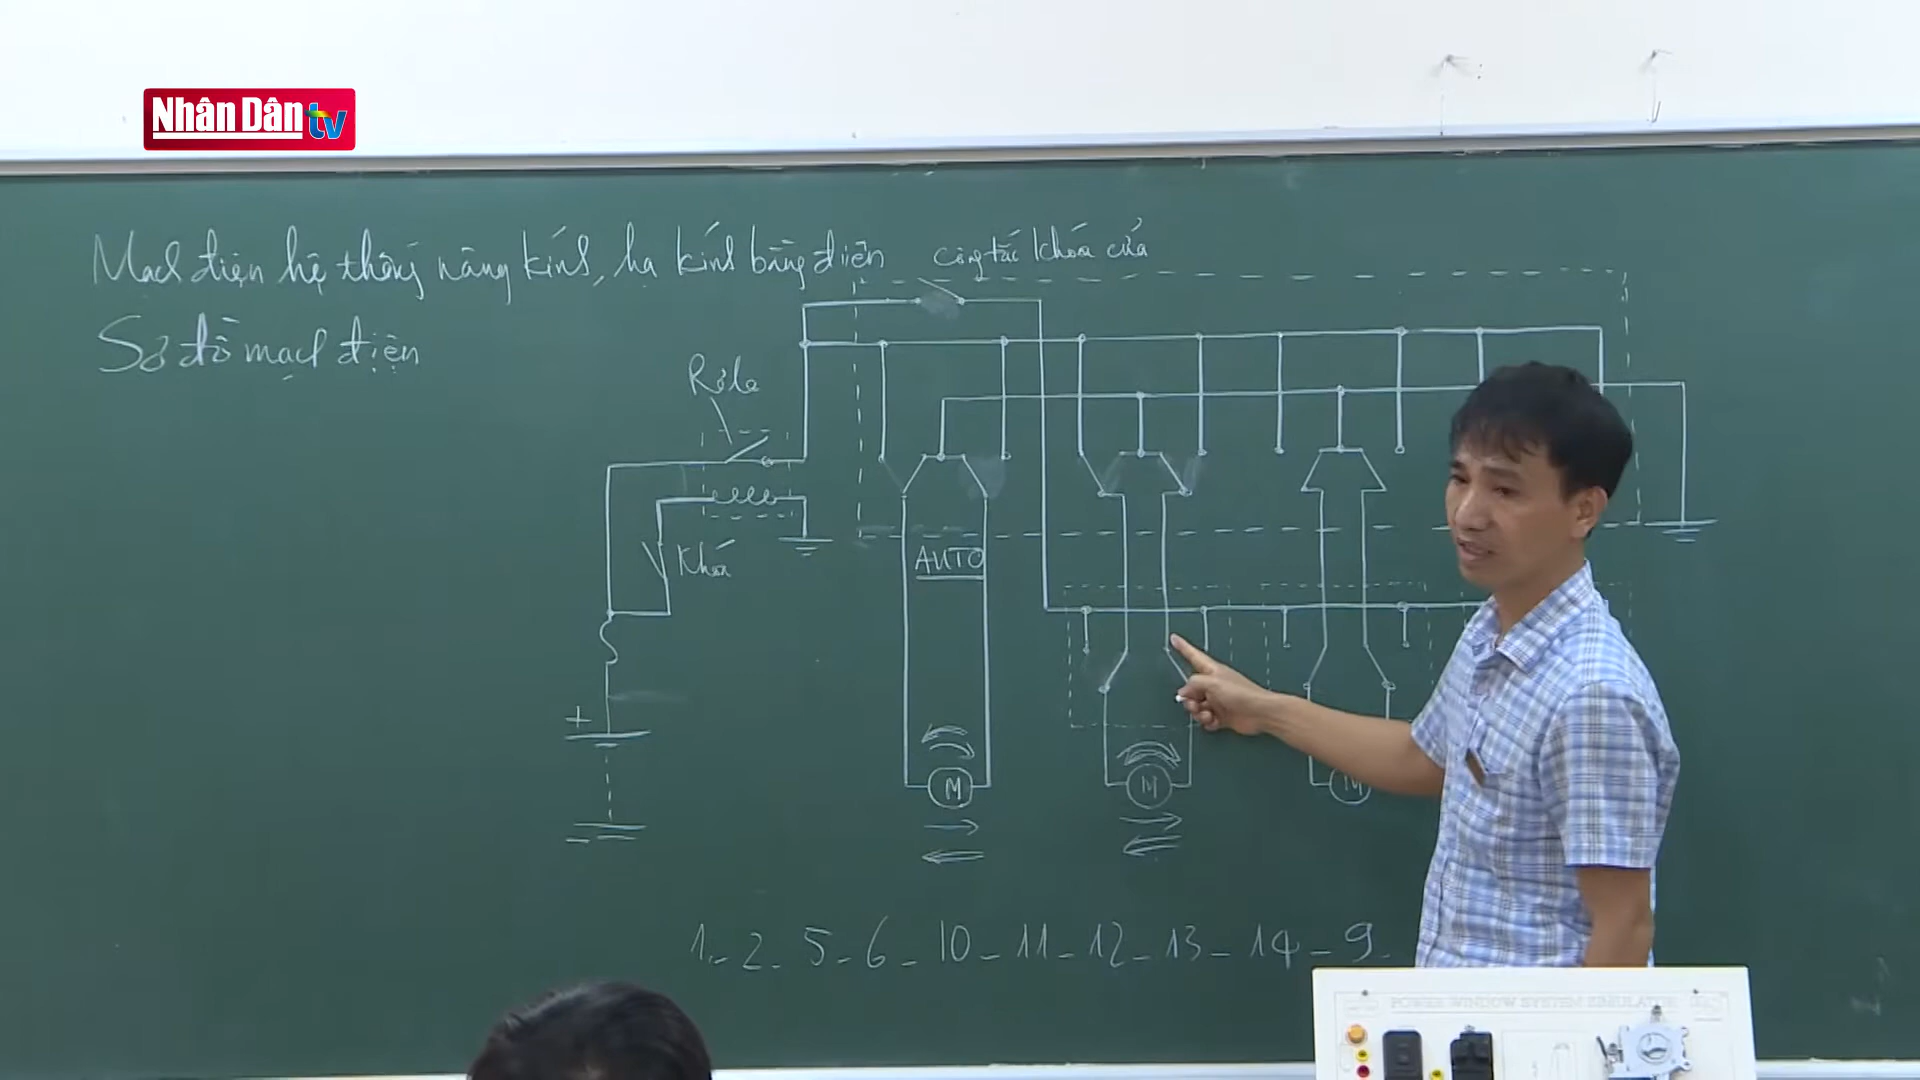 Nhân Dân tv
Mạch điện hệ thống nâng kính, hạ kính bằng điện
công tắc khóa cửa
Sơ đồ mạch điện
Rơle
Khóa
AUTO
+
M
M
M
1 - 2 - 5 - 6 - 10 - 11 - 12 - 13 - 14 - 9 -
POWER WINDOW SYSTEM SIMULATOR